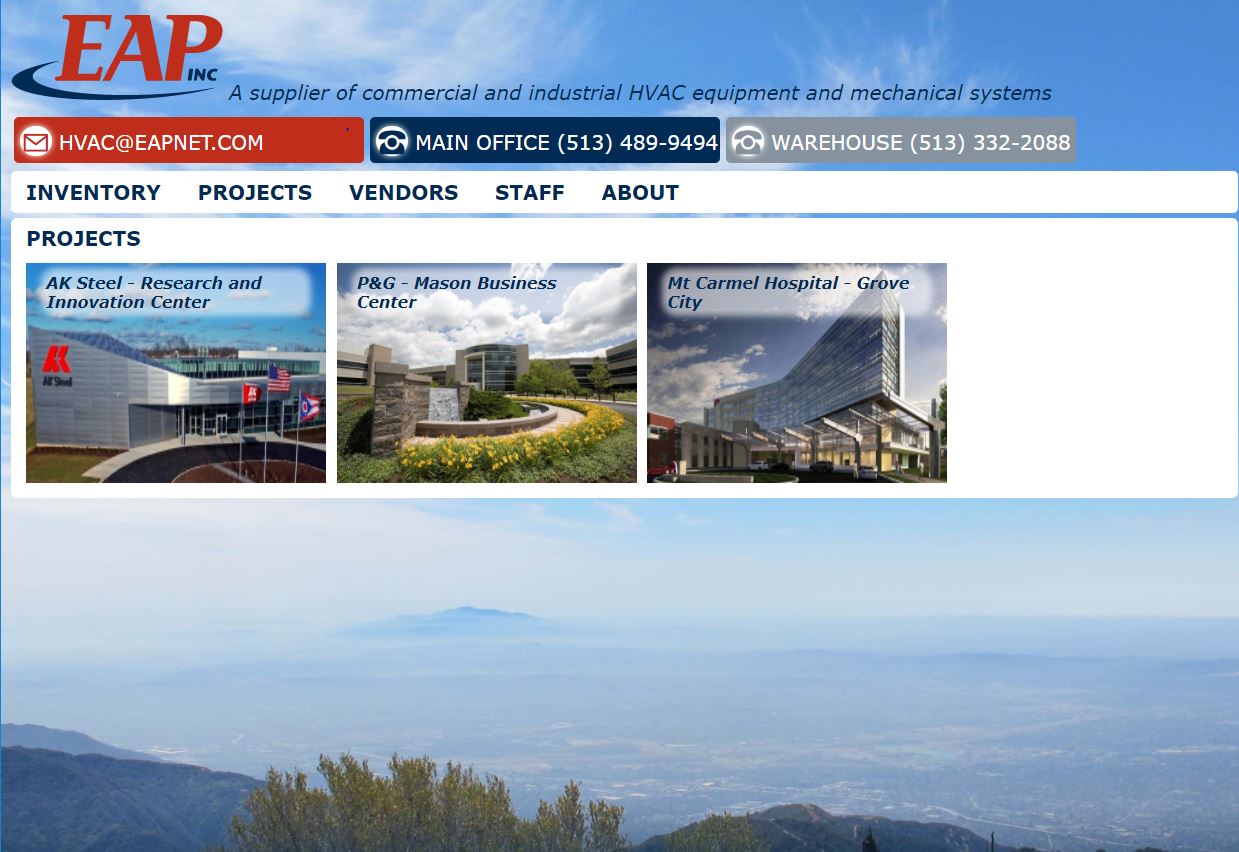 EAP INC
A supplier of commercial and industrial HVAC equipment and mechanical systems
HVAC@EAPNET.COM
MAIN OFFICE (513) 489-9494
WAREHOUSE (513) 332-2088
INVENTORY PROJECTS VENDORS STAFF ABOUT
PROJECTS
AK Steel - Research and
Innovation Center
AK Steel
P&G - Mason Business
Center
Mt Carmel Hospital - Grove
City